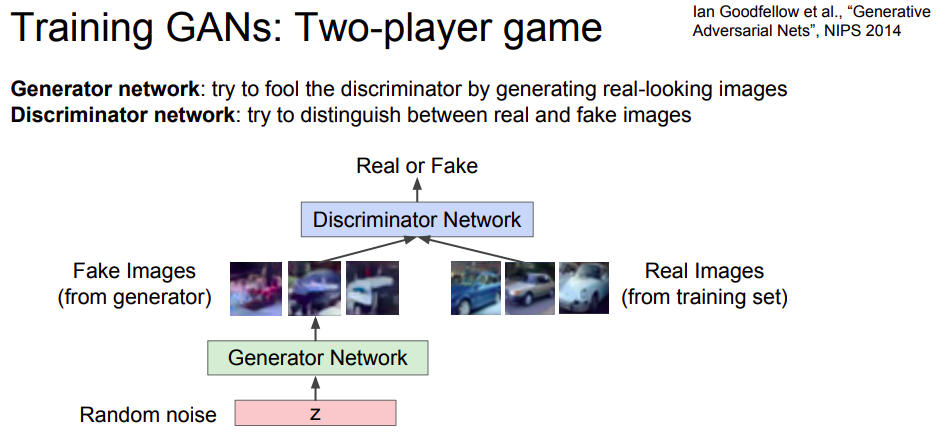 Training GANs: Two-player game
Ian Goodfellow et al., “Generative
Adversarial Nets”, NIPS 2014
Generator network: try to fool the discriminator by generating real-looking images
Discriminator network: try to distinguish between real and fake images
Real or Fake
Discriminator Network
Fake Images
(from generator)
Real Images
(from training set)
Generator Network
Random noise
z